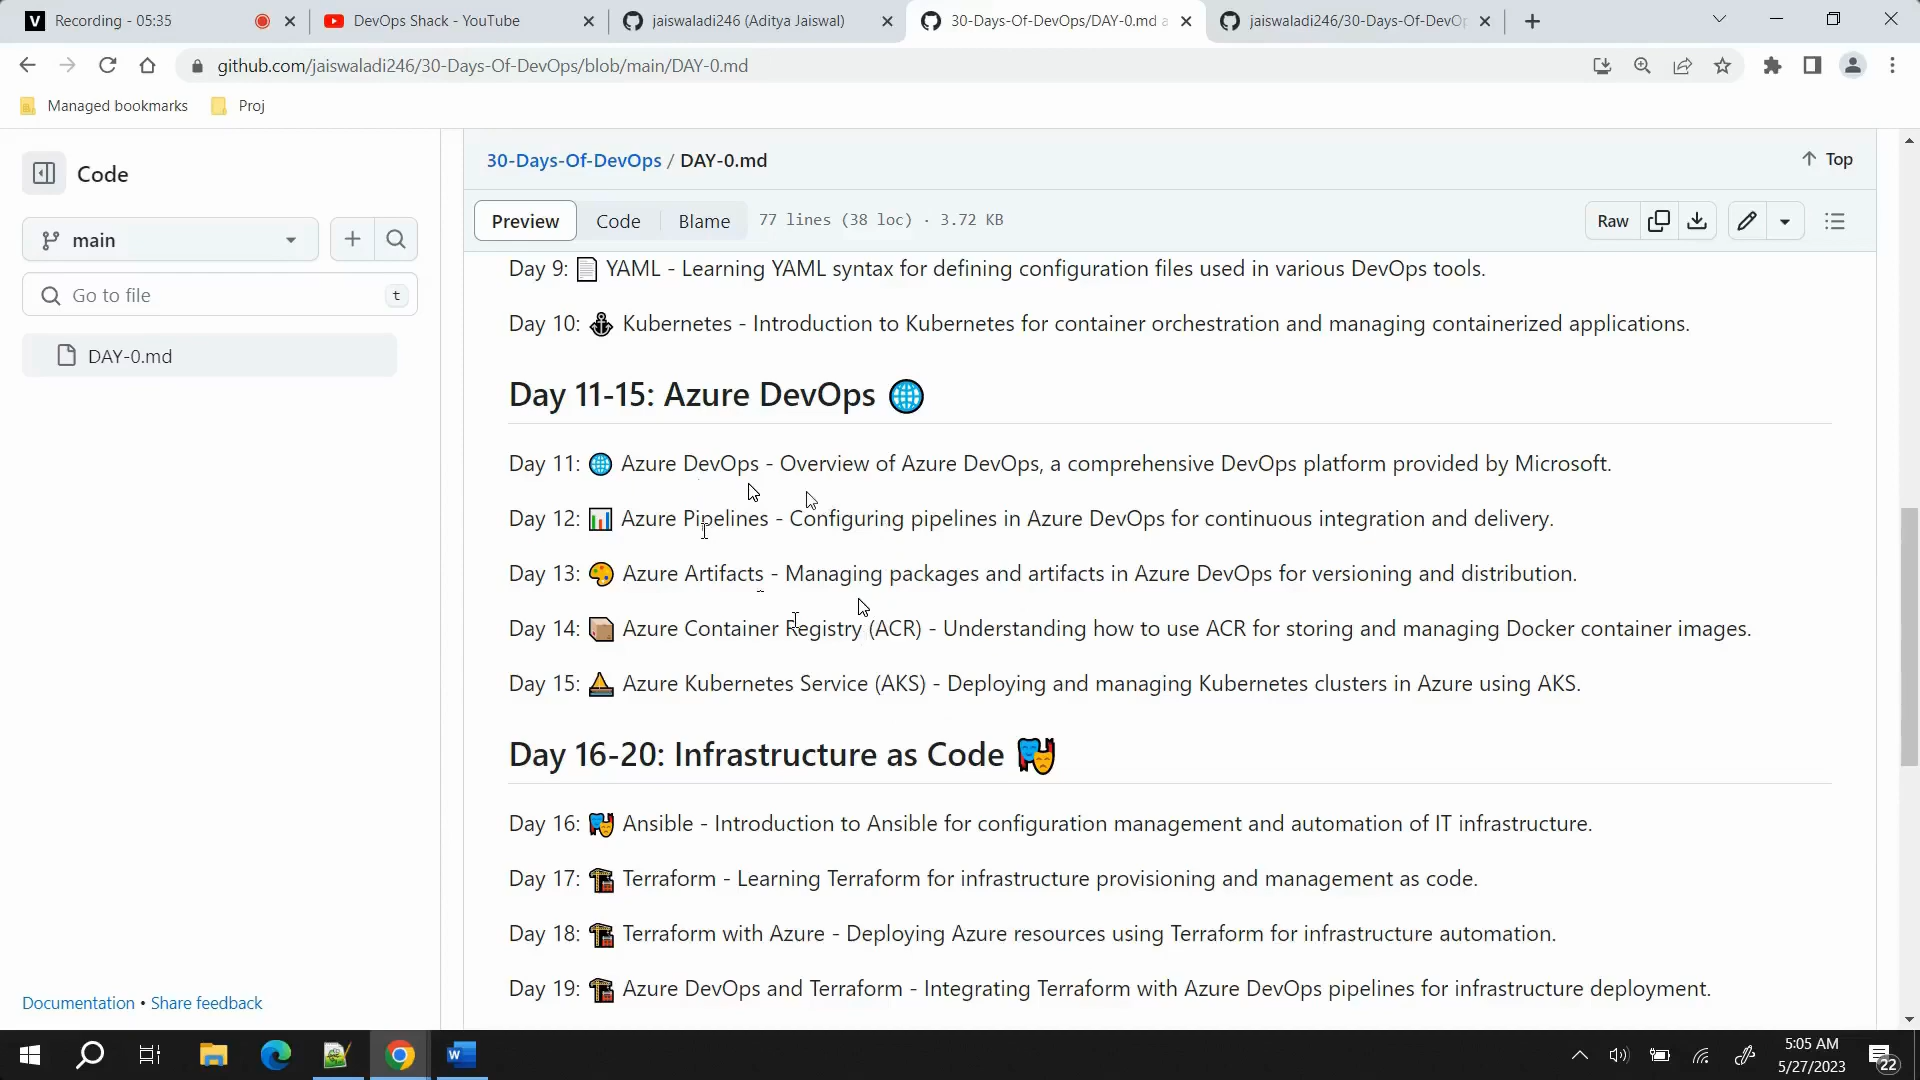 Recording - 05:35
DevOps Shack - YouTube
jaiswaladi246 (Aditya Jaiswal)
30-Days-Of-DevOps/DAY-0.md a
jaiswaladi246/30-Days-Of-DevOp
github.com/jaiswaladi246/30-Days-Of-DevOps/blob/main/DAY-0.md
Managed bookmarks
Proj
Code
main
Go to file
t
DAY-0.md
Documentation • Share feedback
30-Days-Of-DevOps / DAY-0.md
Top
Preview
Code
Blame
77 lines (38 loc) · 3.72 KB
Raw
Day 9: YAML - Learning YAML syntax for defining configuration files used in various DevOps tools.
Day 10: Kubernetes - Introduction to Kubernetes for container orchestration and managing containerized applications.
Day 11-15: Azure DevOps
Day 11: Azure DevOps - Overview of Azure DevOps, a comprehensive DevOps platform provided by Microsoft.
Day 12: Azure Pipelines - Configuring pipelines in Azure DevOps for continuous integration and delivery.
Day 13: Azure Artifacts - Managing packages and artifacts in Azure DevOps for versioning and distribution.
Day 14: Azure Container Registry (ACR) - Understanding how to use ACR for storing and managing Docker container images.
Day 15: Azure Kubernetes Service (AKS) - Deploying and managing Kubernetes clusters in Azure using AKS.
Day 16-20: Infrastructure as Code
Day 16: Ansible - Introduction to Ansible for configuration management and automation of IT infrastructure.
Day 17: Terraform - Learning Terraform for infrastructure provisioning and management as code.
Day 18: Terraform with Azure - Deploying Azure resources using Terraform for infrastructure automation.
Day 19: Azure DevOps and Terraform - Integrating Terraform with Azure DevOps pipelines for infrastructure deployment.
5:05 AM
5/27/2023
22